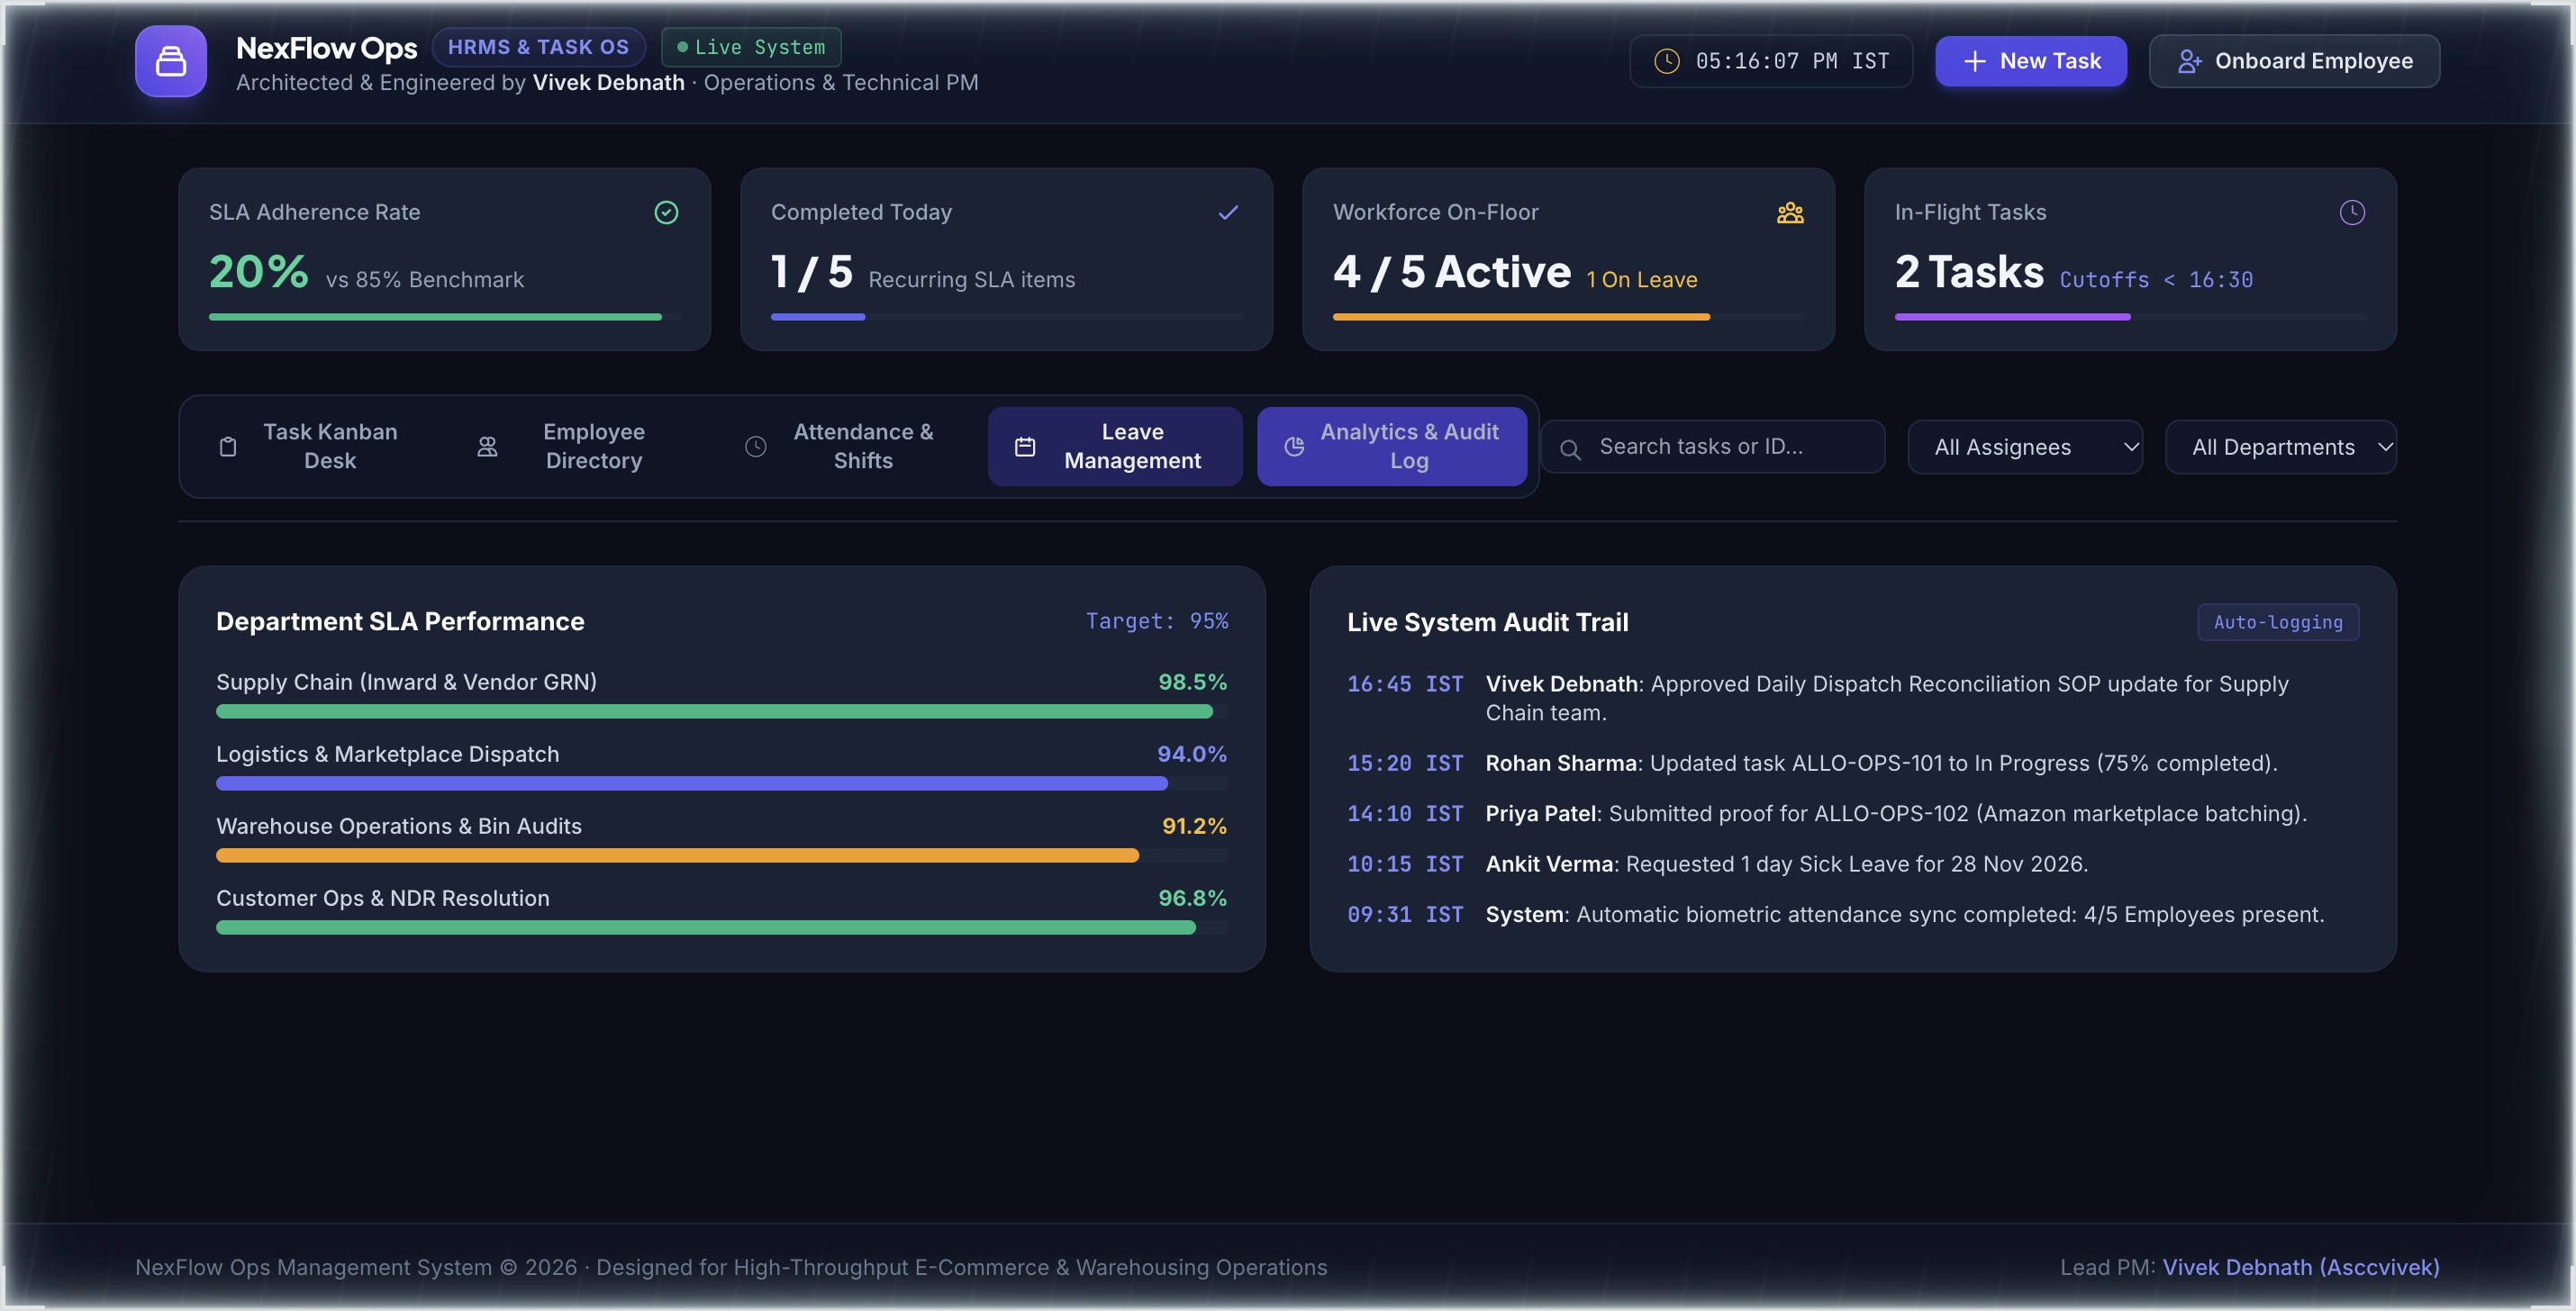 NexFlow Ops HRMS & TASK OS Live System
Architected & Engineered by Vivek Debnath · Operations & Technical PM
05:16:07 PM IST
New Task
Onboard Employee
SLA Adherence Rate
20% vs 85% Benchmark
Completed Today
1 / 5 Recurring SLA items
Workforce On-Floor
4 / 5 Active 1 On Leave
In-Flight Tasks
2 Tasks Cutoffs < 16:30
Task Kanban
Desk
Employee
Directory
Attendance &
Shifts
Leave
Management
Analytics & Audit
Log
Search tasks or ID...
All Assignees
All Departments
Department SLA Performance
Target: 95%
Supply Chain (Inward & Vendor GRN) 98.5%
Logistics & Marketplace Dispatch 94.0%
Warehouse Operations & Bin Audits 91.2%
Customer Ops & NDR Resolution 96.8%
Live System Audit Trail
Auto-logging
16:45 IST Vivek Debnath: Approved Daily Dispatch Reconciliation SOP update for Supply
Chain team.
15:20 IST Rohan Sharma: Updated task ALLO-OPS-101 to In Progress (75% completed).
14:10 IST Priya Patel: Submitted proof for ALLO-OPS-102 (Amazon marketplace batching).
10:15 IST Ankit Verma: Requested 1 day Sick Leave for 28 Nov 2026.
09:31 IST System: Automatic biometric attendance sync completed: 4/5 Employees present.
NexFlow Ops Management System © 2026 · Designed for High-Throughput E-Commerce & Warehousing Operations
Lead PM: Vivek Debnath (Asccvivek)